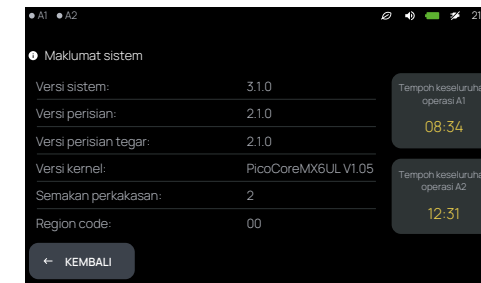 A1 A2 21
Maklumat sistem
Versi sistem: 3.1.0
Versi perisian: 2.1.0
Versi perisian tegar: 2.1.0
Versi kernel: PicoCoreMX6UL V1.05
Semakan perkakasan: 2
Region code: 00
Tempoh keseluruha
operasi A1
08:34
Tempoh keseluruha
operasi A2
12:31
← KEMBALI